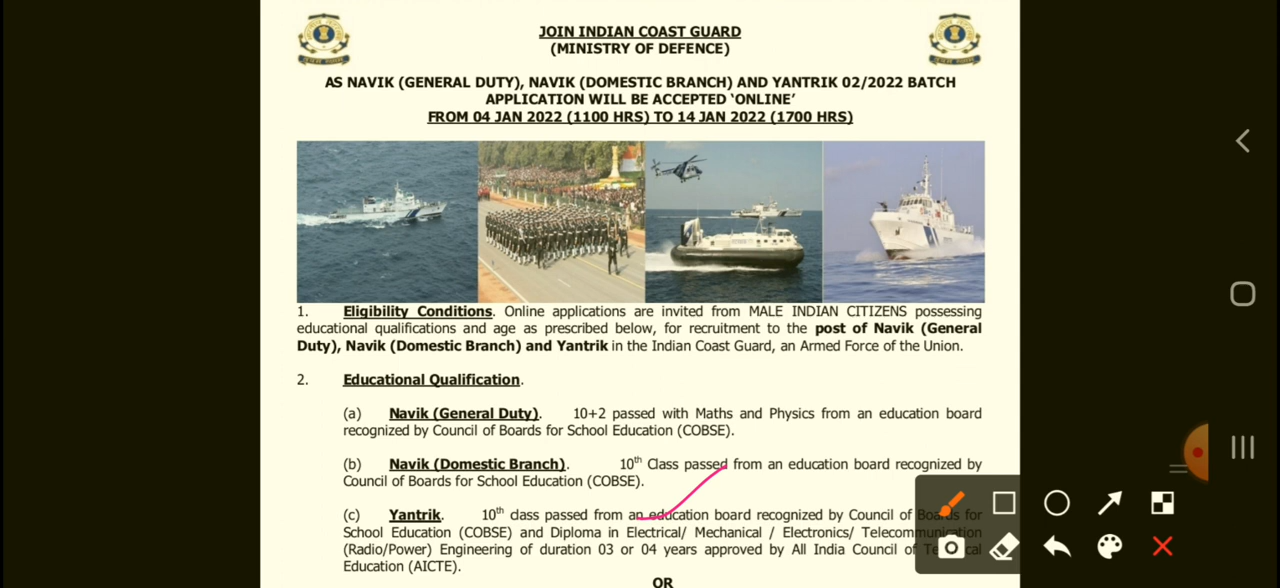 JOIN INDIAN COAST GUARD
(MINISTRY OF DEFENCE)
AS NAVIK (GENERAL DUTY), NAVIK (DOMESTIC BRANCH) AND YANTRIK 02/2022 BATCH
APPLICATION WILL BE ACCEPTED ‘ONLINE’
FROM 04 JAN 2022 (1100 HRS) TO 14 JAN 2022 (1700 HRS)
1. Eligibility Conditions. Online applications are invited from MALE INDIAN CITIZENS possessing
educational qualifications and age as prescribed below, for recruitment to the post of Navik (General
Duty), Navik (Domestic Branch) and Yantrik in the Indian Coast Guard, an Armed Force of the Union.
2. Educational Qualification.
(a) Navik (General Duty). 10+2 passed with Maths and Physics from an education board
recognized by Council of Boards for School Education (COBSE).
(b) Navik (Domestic Branch). 10th Class passed from an education board recognized by
Council of Boards for School Education (COBSE).
(c) Yantrik. 10th class passed from an education board recognized by Council of Boards for
School Education (COBSE) and Diploma in Electrical/ Mechanical / Electronics/ Telecommunication
(Radio/Power) Engineering of duration 03 or 04 years approved by All India Council of Technical
Education (AICTE).
OR